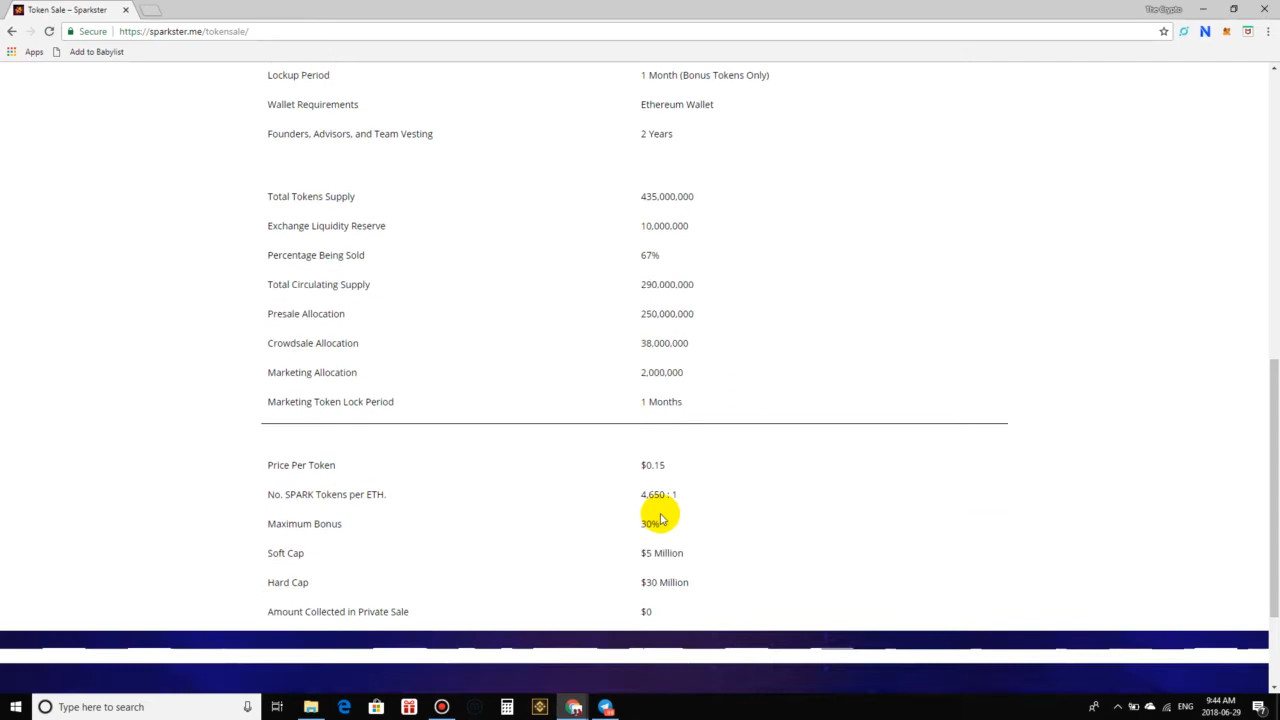 Token Sale – Sparkster
The Crypto
Secure https://sparkster.me/tokensale/
Apps Add to Babylist
Lockup Period 1 Month (Bonus Tokens Only)
Wallet Requirements Ethereum Wallet
Founders, Advisors, and Team Vesting 2 Years
Total Tokens Supply 435,000,000
Exchange Liquidity Reserve 10,000,000
Percentage Being Sold 67%
Total Circulating Supply 290.000,000
Presale Allocation 250,000,000
Crowdsale Allocation 38,000,000
Marketing Allocation 2,000,000
Marketing Token Lock Period 1 Months
Price Per Token $0.15
No. SPARK Tokens per ETH. 4,650 : 1
Maximum Bonus 30%
Soft Cap $5 Million
Hard Cap $30 Million
Amount Collected in Private Sale $0
Type here to search
ENG
9:44 AM
2018-06-29